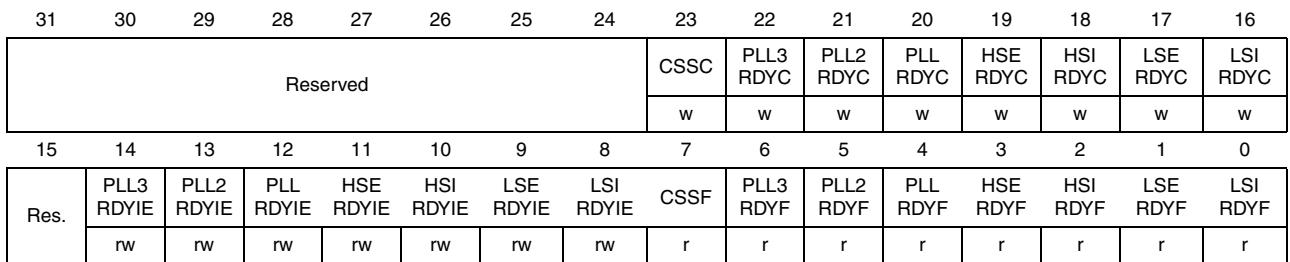 31 30 29 28 27 26 25 24 23 22 21 20 19 18 17 16
Reserved CSSC PLL3 PLL2 PLL HSE HSI LSE LSI
RDYC RDYC RDYC RDYC RDYC RDYC RDYC
w w w w w w w w
15 14 13 12 11 10 9 8 7 6 5 4 3 2 1 0
Res. PLL3 PLL2 PLL HSE HSI LSE LSI CSSF PLL3 PLL2 PLL HSE HSI LSE LSI
RDYIE RDYIE RDYIE RDYIE RDYIE RDYIE RDYIE RDYF RDYF RDYF RDYF RDYF RDYF RDYF
rw rw rw rw rw rw rw r r r r r r r r